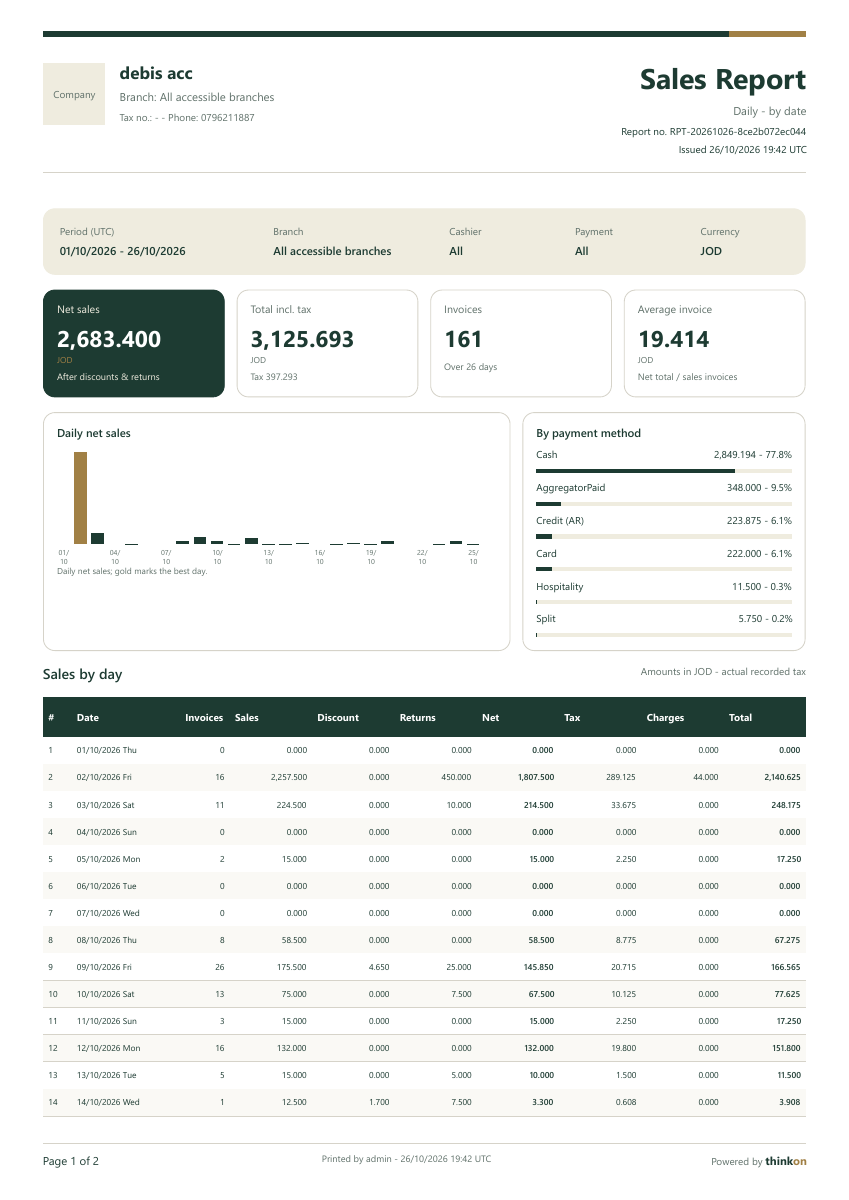 Company
debis acc
Branch: All accessible branches
Tax no.: - - Phone: 0796211887
Sales Report
Daily - by date
Report no. RPT-20261026-8ce2b072ec044
Issued 26/10/2026 19:42 UTC
Period (UTC) Branch Cashier Payment Currency
01/10/2026 - 26/10/2026 All accessible branches All All JOD
Net sales
2,683.400
JOD
After discounts & returns
Total incl. tax
3,125.693
JOD
Tax 397.293
Invoices
161
Over 26 days
Average invoice
19.414
JOD
Net total / sales invoices
Daily net sales
01/10 04/10 07/10 10/10 13/10 16/10 19/10 22/10 25/10
Daily net sales; gold marks the best day.
By payment method
Cash 2,849.194 - 77.8%
AggregatorPaid 348.000 - 9.5%
Credit (AR) 223.875 - 6.1%
Card 222.000 - 6.1%
Hospitality 11.500 - 0.3%
Split 5.750 - 0.2%
Sales by day
Amounts in JOD - actual recorded tax
# Date Invoices Sales Discount Returns Net Tax Charges Total
1 01/10/2026 Thu 0 0.000 0.000 0.000 0.000 0.000 0.000 0.000
2 02/10/2026 Fri 16 2,257.500 0.000 450.000 1,807.500 289.125 44.000 2,140.625
3 03/10/2026 Sat 11 224.500 0.000 10.000 214.500 33.675 0.000 248.175
4 04/10/2026 Sun 0 0.000 0.000 0.000 0.000 0.000 0.000 0.000
5 05/10/2026 Mon 2 15.000 0.000 0.000 15.000 2.250 0.000 17.250
6 06/10/2026 Tue 0 0.000 0.000 0.000 0.000 0.000 0.000 0.000
7 07/10/2026 Wed 0 0.000 0.000 0.000 0.000 0.000 0.000 0.000
8 08/10/2026 Thu 8 58.500 0.000 0.000 58.500 8.775 0.000 67.275
9 09/10/2026 Fri 26 175.500 4.650 25.000 145.850 20.715 0.000 166.565
10 10/10/2026 Sat 13 75.000 0.000 7.500 67.500 10.125 0.000 77.625
11 11/10/2026 Sun 3 15.000 0.000 0.000 15.000 2.250 0.000 17.250
12 12/10/2026 Mon 16 132.000 0.000 0.000 132.000 19.800 0.000 151.800
13 13/10/2026 Tue 5 15.000 0.000 5.000 10.000 1.500 0.000 11.500
14 14/10/2026 Wed 1 12.500 1.700 7.500 3.300 0.608 0.000 3.908
Page 1 of 2
Printed by admin - 26/10/2026 19:42 UTC
Powered by thinkon